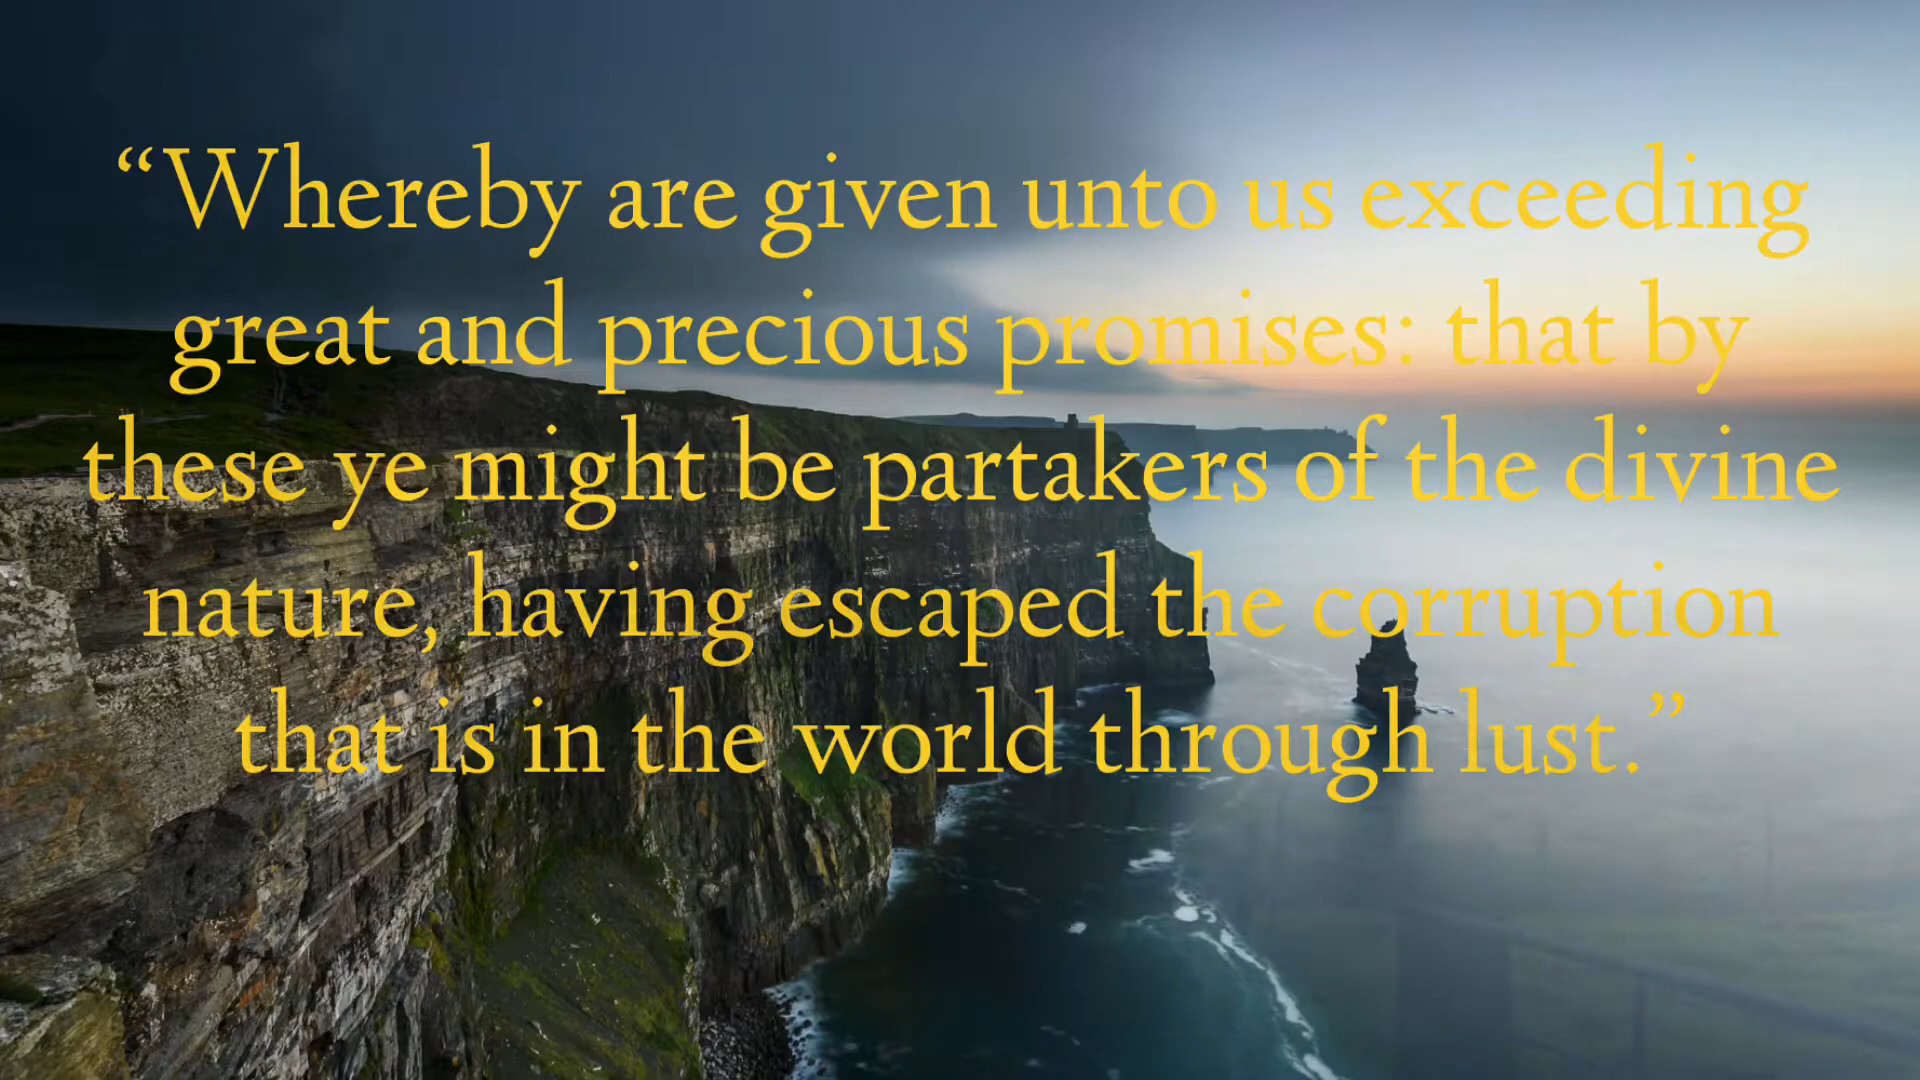 “Whereby are given unto us exceeding
great and precious promises: that by
these ye might be partakers of the divine
nature, having escaped the corruption
that is in the world through lust.”